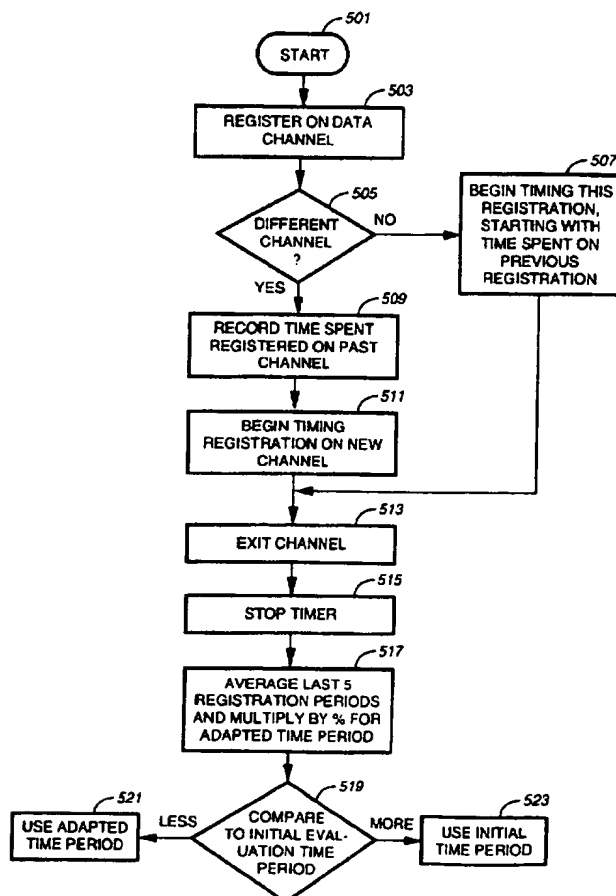 501
START
503
REGISTER ON DATA
CHANNEL
505
DIFFERENT
CHANNEL
?
NO
YES
507
BEGIN TIMING THIS
REGISTRATION,
STARTING WITH
TIME SPENT ON
PREVIOUS
REGISTRATION
509
RECORD TIME SPENT
REGISTERED ON PAST
CHANNEL
511
BEGIN TIMING
REGISTRATION ON NEW
CHANNEL
513
EXIT CHANNEL
515
STOP TIMER
517
AVERAGE LAST 5
REGISTRATION PERIODS
AND MULTIPLY BY % FOR
ADAPTED TIME PERIOD
519
COMPARE
TO INITIAL EVAL-
UATION TIME
PERIOD
LESS
MORE
521
USE ADAPTED
TIME PERIOD
523
USE INITIAL
TIME PERIOD